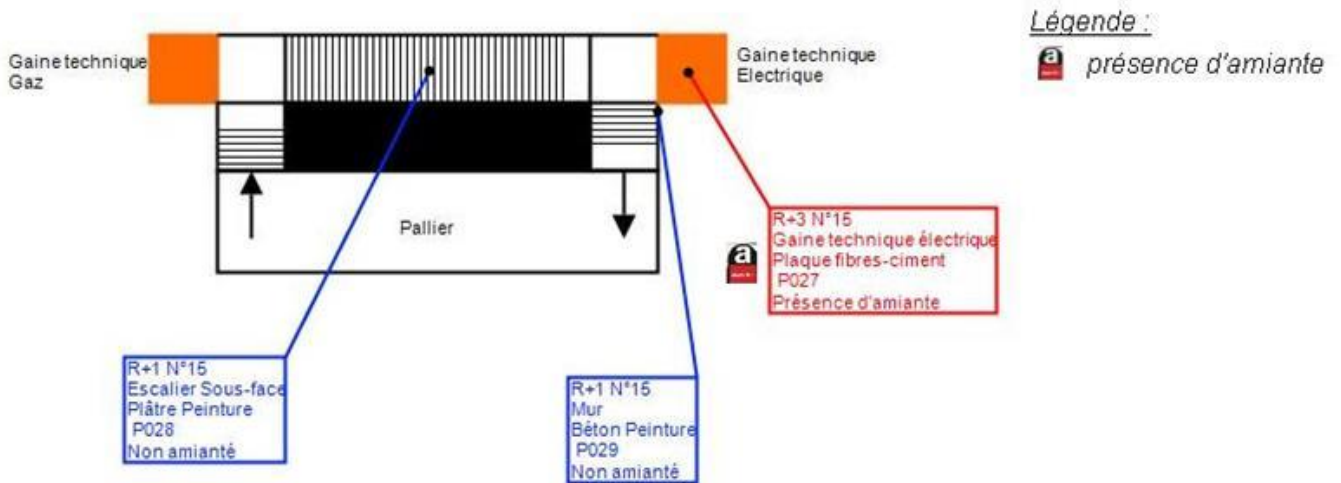 Légende :
a
présence d'amiante
Gaine technique
Gaz
Gaine technique
Electrique
Pallier
a
R+3 N°15
Gaine technique électrique
Plaque fibres-ciment
P027
Présence d'amiante
R+1 N°15
Escalier Sous-face
Plâtre Peinture
P028
Non amianté
R+1 N°15
Mur
Béton Peinture
P029
Non amianté